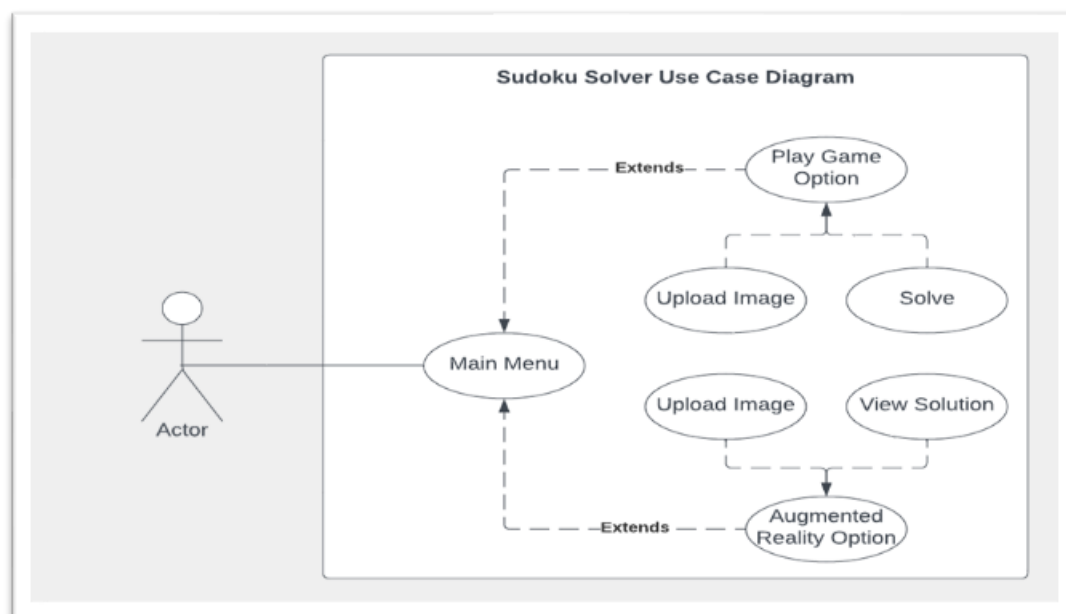 Sudoku Solver Use Case Diagram
Play Game
Option
Extends
Upload Image
Solve
Main Menu
Actor
Upload Image
View Solution
Extends
Augmented
Reality Option